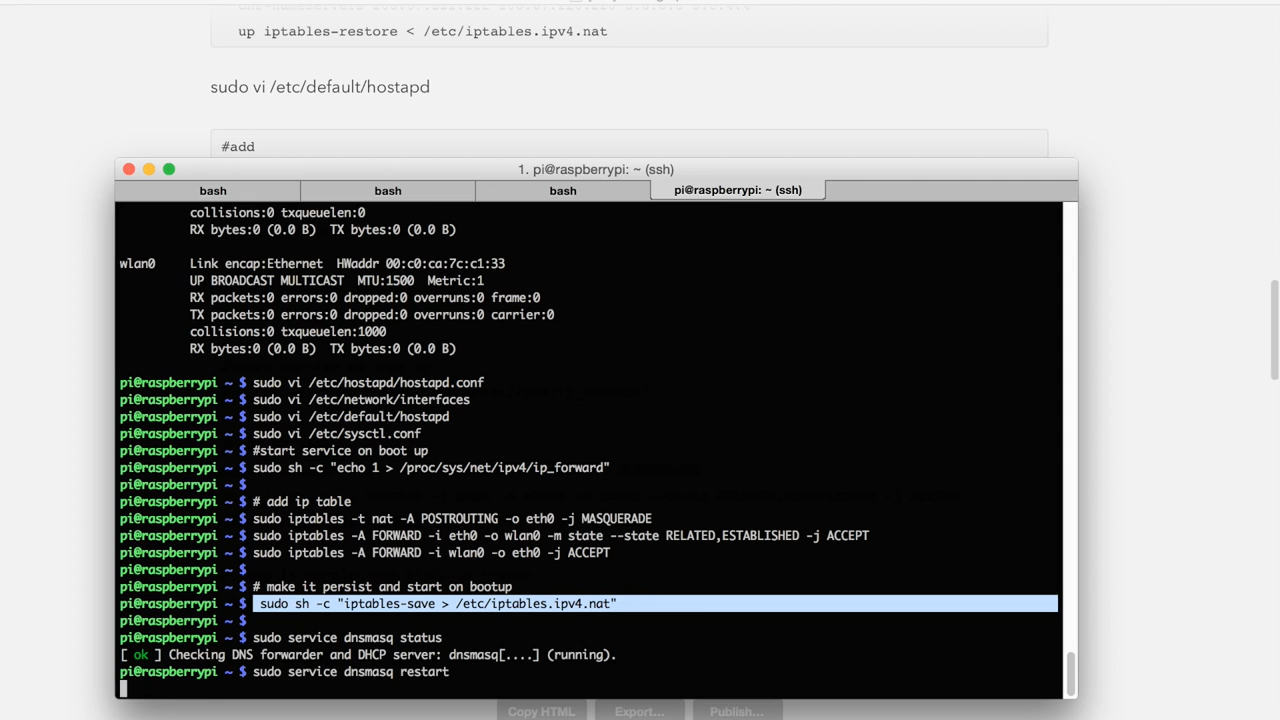 up iptables-restore < /etc/iptables.ipv4.nat
sudo vi /etc/default/hostapd
#add
1. pi@raspberrypi: ~ (ssh)
bash bash bash pi@raspberrypi: ~ (ssh)
collisions:0 txqueuelen:0
RX bytes:0 (0.0 B)  TX bytes:0 (0.0 B)
wlan0     Link encap:Ethernet  HWaddr 00:c0:ca:7c:c1:33
UP BROADCAST MULTICAST  MTU:1500  Metric:1
RX packets:0 errors:0 dropped:0 overruns:0 frame:0
TX packets:0 errors:0 dropped:0 overruns:0 carrier:0
collisions:0 txqueuelen:1000
RX bytes:0 (0.0 B)  TX bytes:0 (0.0 B)
pi@raspberrypi ~ $ sudo vi /etc/hostapd/hostapd.conf
pi@raspberrypi ~ $ sudo vi /etc/network/interfaces
pi@raspberrypi ~ $ sudo vi /etc/default/hostapd
pi@raspberrypi ~ $ sudo vi /etc/sysctl.conf
pi@raspberrypi ~ $ #start service on boot up
pi@raspberrypi ~ $ sudo sh -c "echo 1 > /proc/sys/net/ipv4/ip_forward"
pi@raspberrypi ~ $
pi@raspberrypi ~ $ # add ip table
pi@raspberrypi ~ $ sudo iptables -t nat -A POSTROUTING -o eth0 -j MASQUERADE
pi@raspberrypi ~ $ sudo iptables -A FORWARD -i eth0 -o wlan0 -m state --state RELATED,ESTABLISHED -j ACCEPT
pi@raspberrypi ~ $ sudo iptables -A FORWARD -i wlan0 -o eth0 -j ACCEPT
pi@raspberrypi ~ $
pi@raspberrypi ~ $ # make it persist and start on bootup
pi@raspberrypi ~ $  sudo sh -c "iptables-save > /etc/iptables.ipv4.nat"
pi@raspberrypi ~ $
pi@raspberrypi ~ $ sudo service dnsmasq status
[ ok ] Checking DNS forwarder and DHCP server: dnsmasq[....] (running).
pi@raspberrypi ~ $ sudo service dnsmasq restart
Copy HTML Export... Publish...